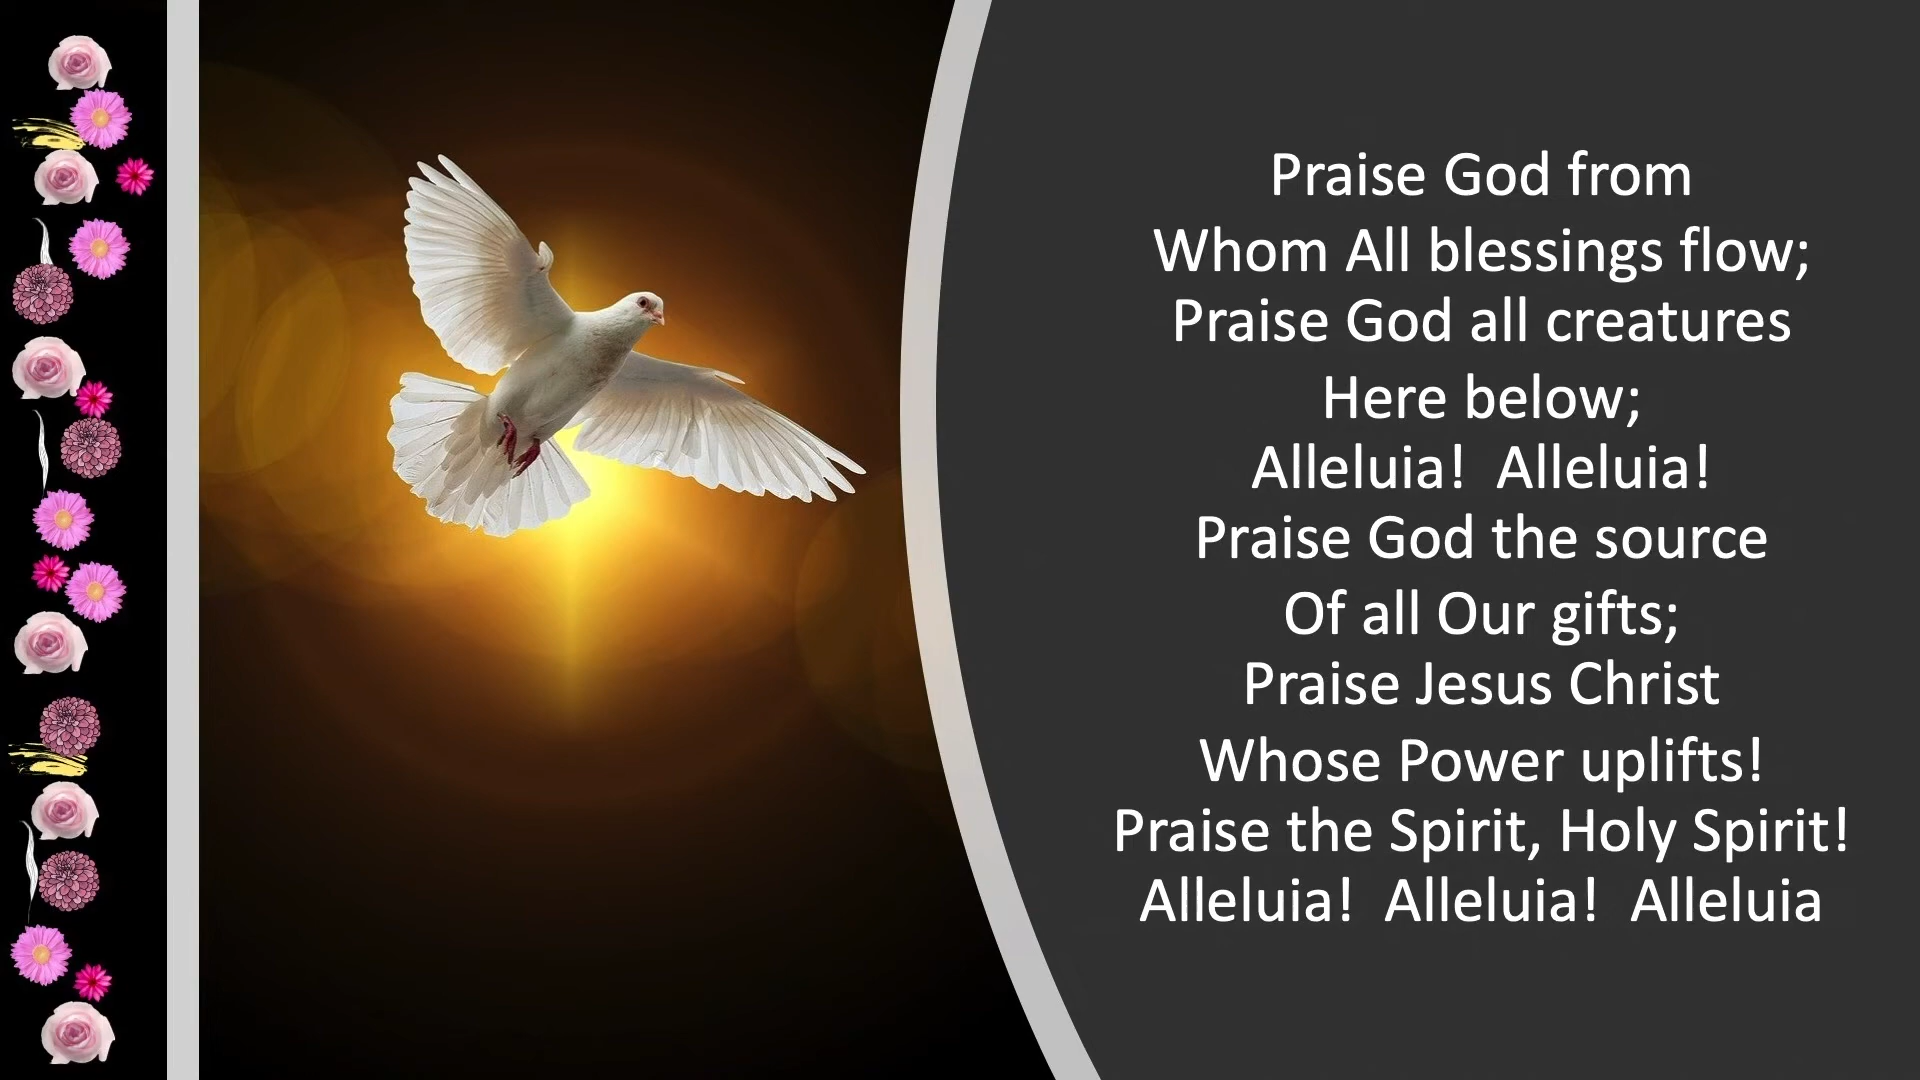 Praise God from
Whom All blessings flow;
Praise God all creatures
Here below;
Alleluia!  Alleluia!
Praise God the source
Of all Our gifts;
Praise Jesus Christ
Whose Power uplifts!
Praise the Spirit, Holy Spirit!
Alleluia!  Alleluia!  Alleluia